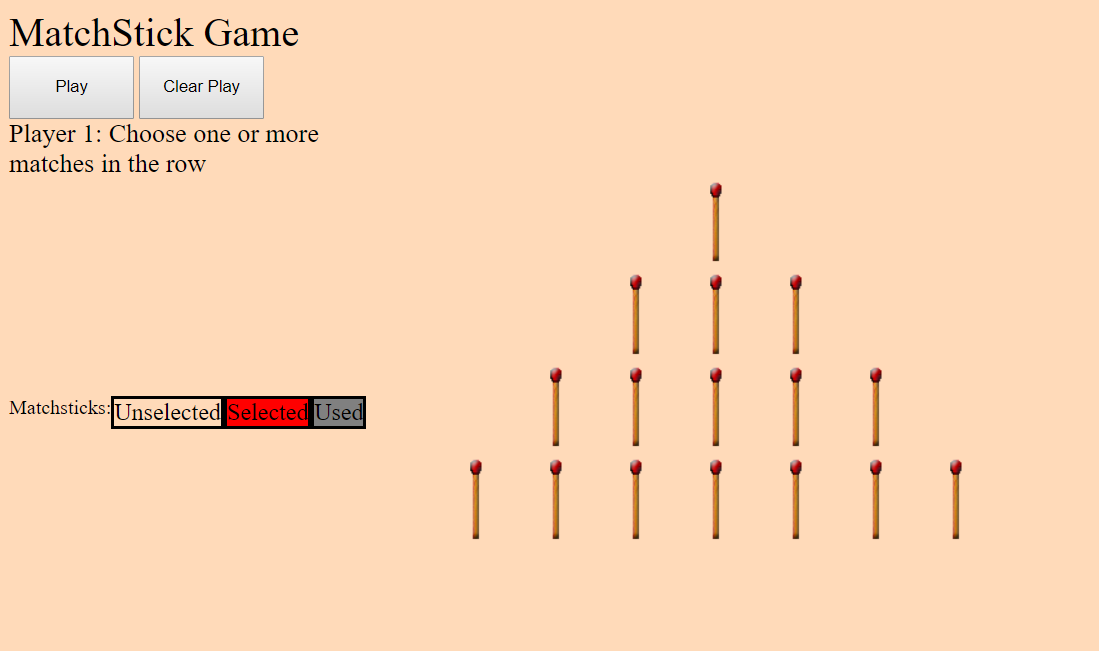 MatchStick Game
Play Clear Play
Player 1: Choose one or more
matches in the row
Matchsticks: Unselected Selected Used